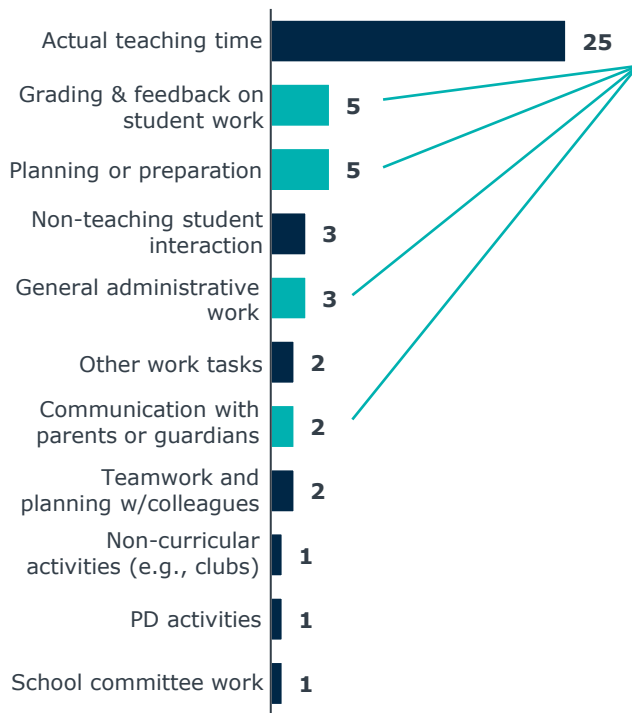 Actual teaching time 25
Grading & feedback on
student work 5
Planning or preparation 5
Non-teaching student
interaction 3
General administrative
work 3
Other work tasks 2
Communication with
parents or guardians 2
Teamwork and
planning w/colleagues 2
Non-curricular
activities (e.g., clubs) 1
PD activities 1
School committee work 1